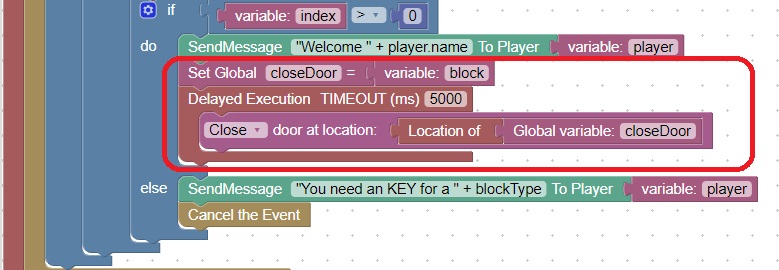 if variable: index > ▾ 0
do SendMessage "Welcome " + player.name To Player variable: player
Set Global closeDoor = variable: block
Delayed Execution TIMEOUT (ms) 5000
Close ▾ door at location: Location of Global variable: closeDoor
else SendMessage "You need an KEY for a " + blockType To Player variable: player
Cancel the Event